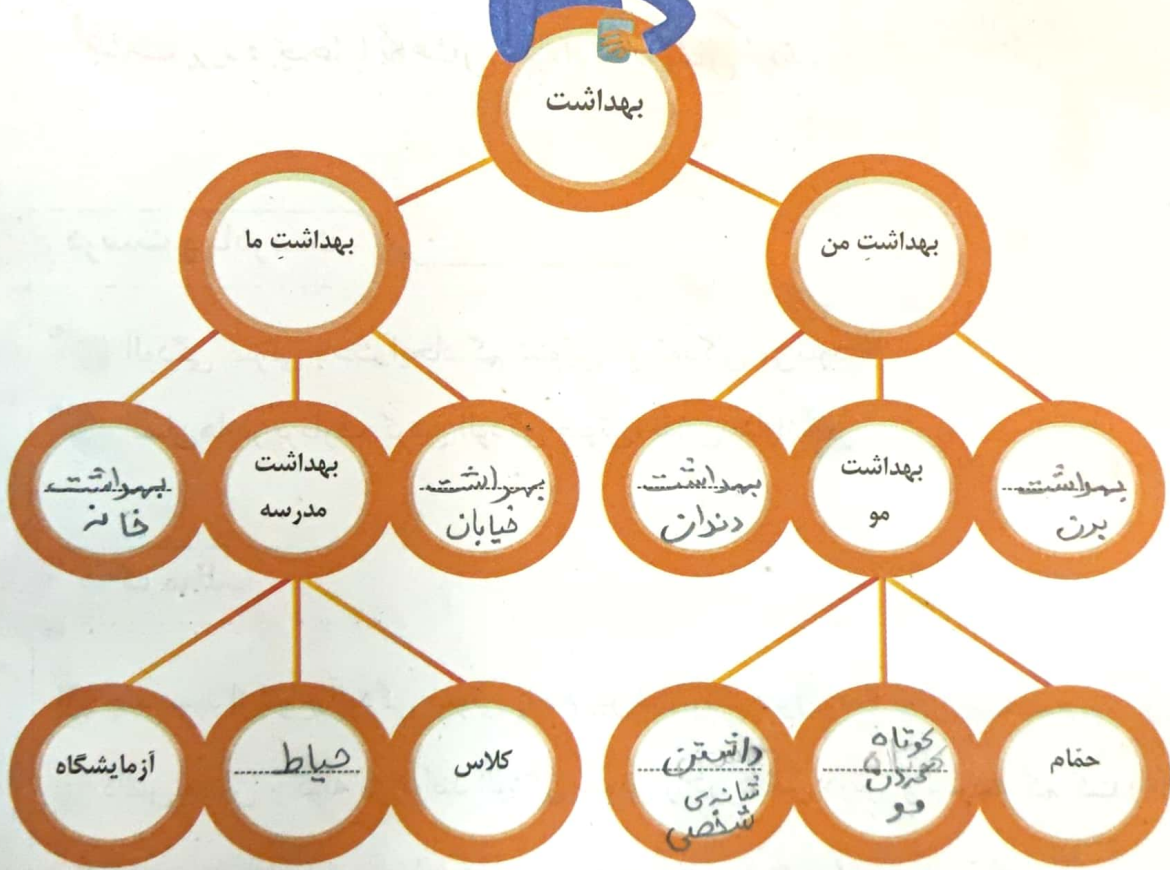 بهداشت
بهداشتِ من
بهداشتِ ما
بهداشت
بدن
بهداشت
مو
بهداشت
دندان
بهداشت
خیابان
بهداشت
مدرسه
بهداشت
خانه
حمّام
کوتاه
کردن
مو
داشتن
شانه‌ی
شخصی
کلاس
حیاط
آزمایشگاه